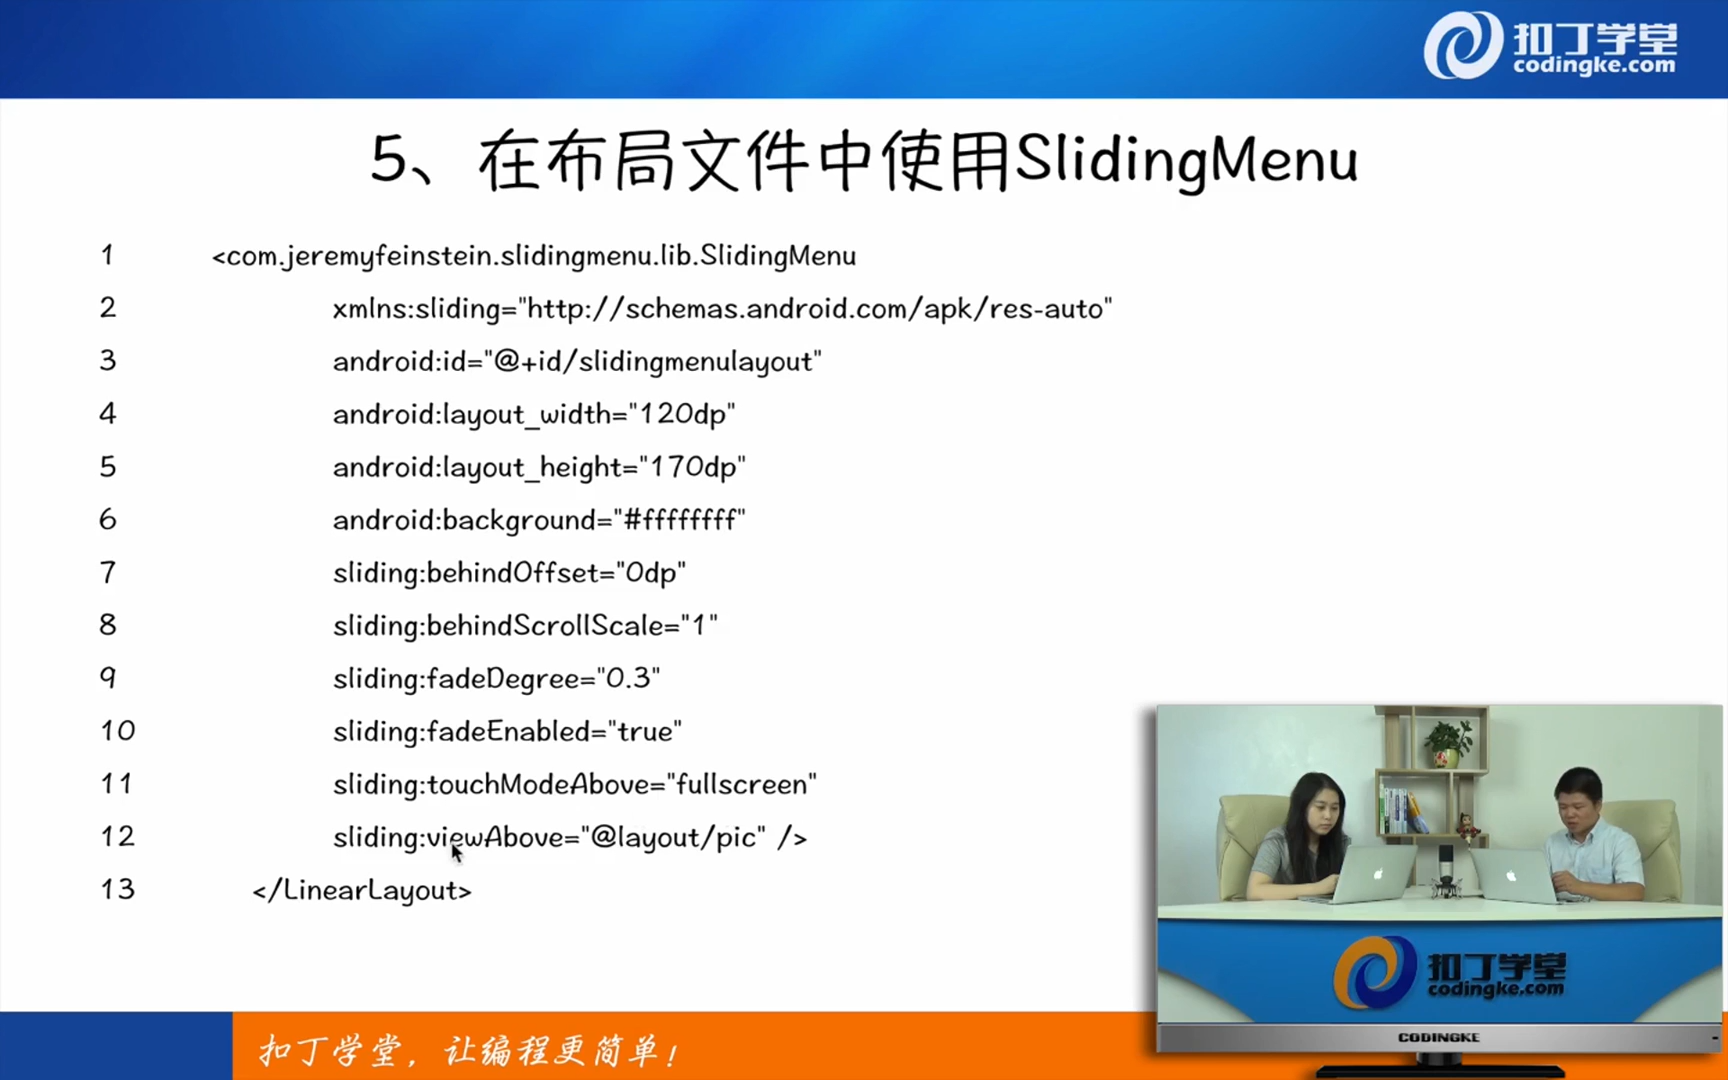 扣丁学堂
codingke.com
5、在布局文件中使用SlidingMenu
1 <com.jeremyfeinstein.slidingmenu.lib.SlidingMenu
2 xmlns:sliding="http://schemas.android.com/apk/res-auto"
3 android:id="@+id/slidingmenulayout"
4 android:layout_width="120dp"
5 android:layout_height="170dp"
6 android:background="#ffffffff"
7 sliding:behindOffset="0dp"
8 sliding:behindScrollScale="1"
9 sliding:fadeDegree="0.3"
10 sliding:fadeEnabled="true"
11 sliding:touchModeAbove="fullscreen"
12 sliding:viewAbove="@layout/pic" />
13 </LinearLayout>
扣丁学堂
codingke.com
CODINGKE
扣丁学堂，让编程更简单！